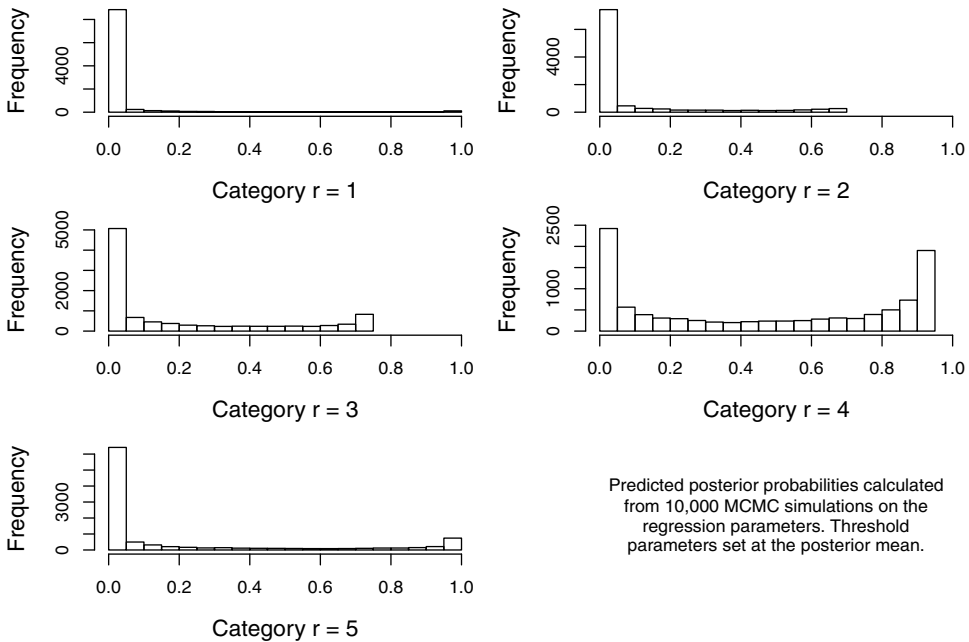 Frequency
0 4000
0.0 0.2 0.4 0.6 0.8 1.0
Category r = 1
Frequency
0 4000
0.0 0.2 0.4 0.6 0.8 1.0
Category r = 2
Frequency
0 2000 5000
0.0 0.2 0.4 0.6 0.8 1.0
Category r = 3
Frequency
0 1000 2500
0.0 0.2 0.4 0.6 0.8 1.0
Category r = 4
Frequency
0 3000
0.0 0.2 0.4 0.6 0.8 1.0
Category r = 5
Predicted posterior probabilities calculated
from 10,000 MCMC simulations on the
regression parameters. Threshold
parameters set at the posterior mean.